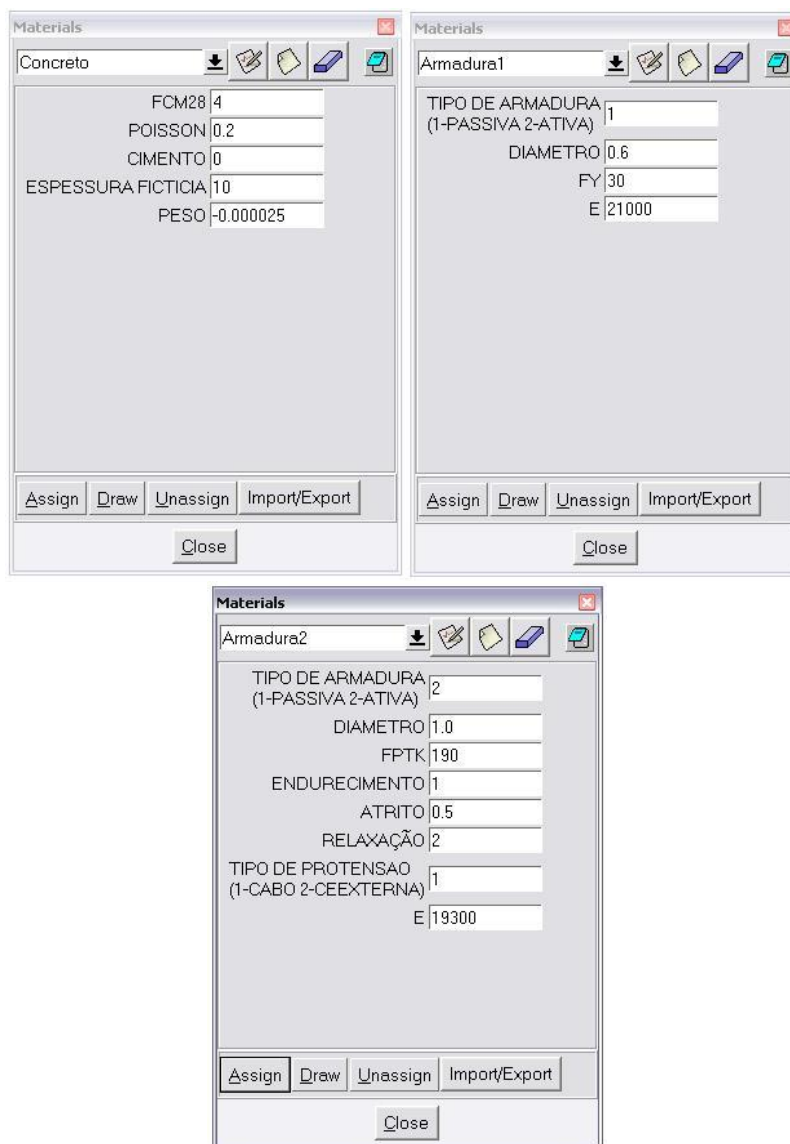 Materials
Concreto
FCM28 4
POISSON 0.2
CIMENTO 0
ESPESSURA FICTICIA 10
PESO -0.000025
Assign Draw Unassign Import/Export
Close
Materials
Armadura1
TIPO DE ARMADURA
(1-PASSIVA 2-ATIVA) 1
DIAMETRO 0.6
FY 30
E 21000
Assign Draw Unassign Import/Export
Close
Materials
Armadura2
TIPO DE ARMADURA
(1-PASSIVA 2-ATIVA) 2
DIAMETRO 1.0
FPTK 190
ENDURECIMENTO 1
ATRITO 0.5
RELAXAÇÃO 2
TIPO DE PROTENSAO
(1-CABO 2-CEEXTERNA) 1
E 19300
Assign Draw Unassign Import/Export
Close